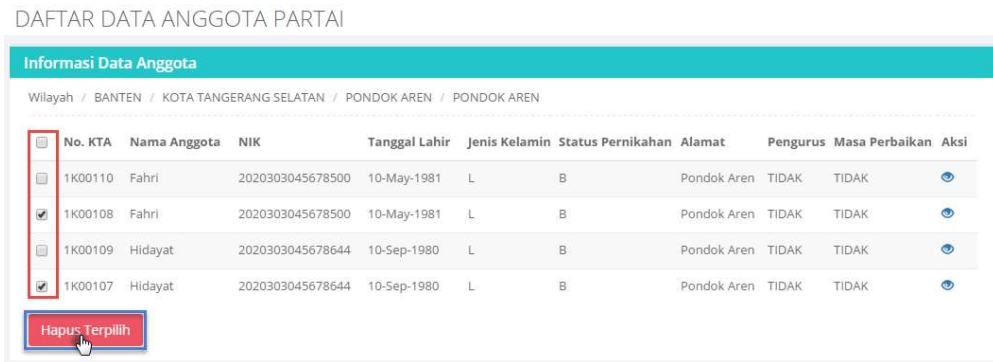 DAFTAR DATA ANGGOTA PARTAI
Informasi Data Anggota
Wilayah / BANTEN / KOTA TANGERANG SELATAN / PONDOK AREN / PONDOK AREN
No. KTA Nama Anggota NIK Tanggal Lahir Jenis Kelamin Status Pernikahan Alamat Pengurus Masa Perbaikan Aksi
1K00110 Fahri 2020303045678500 10-May-1981 L B Pondok Aren TIDAK TIDAK
1K00108 Fahri 2020303045678500 10-May-1981 L B Pondok Aren TIDAK TIDAK
1K00109 Hidayat 2020303045678644 10-Sep-1980 L B Pondok Aren TIDAK TIDAK
1K00107 Hidayat 2020303045678644 10-Sep-1980 L B Pondok Aren TIDAK TIDAK
Hapus Terpilih